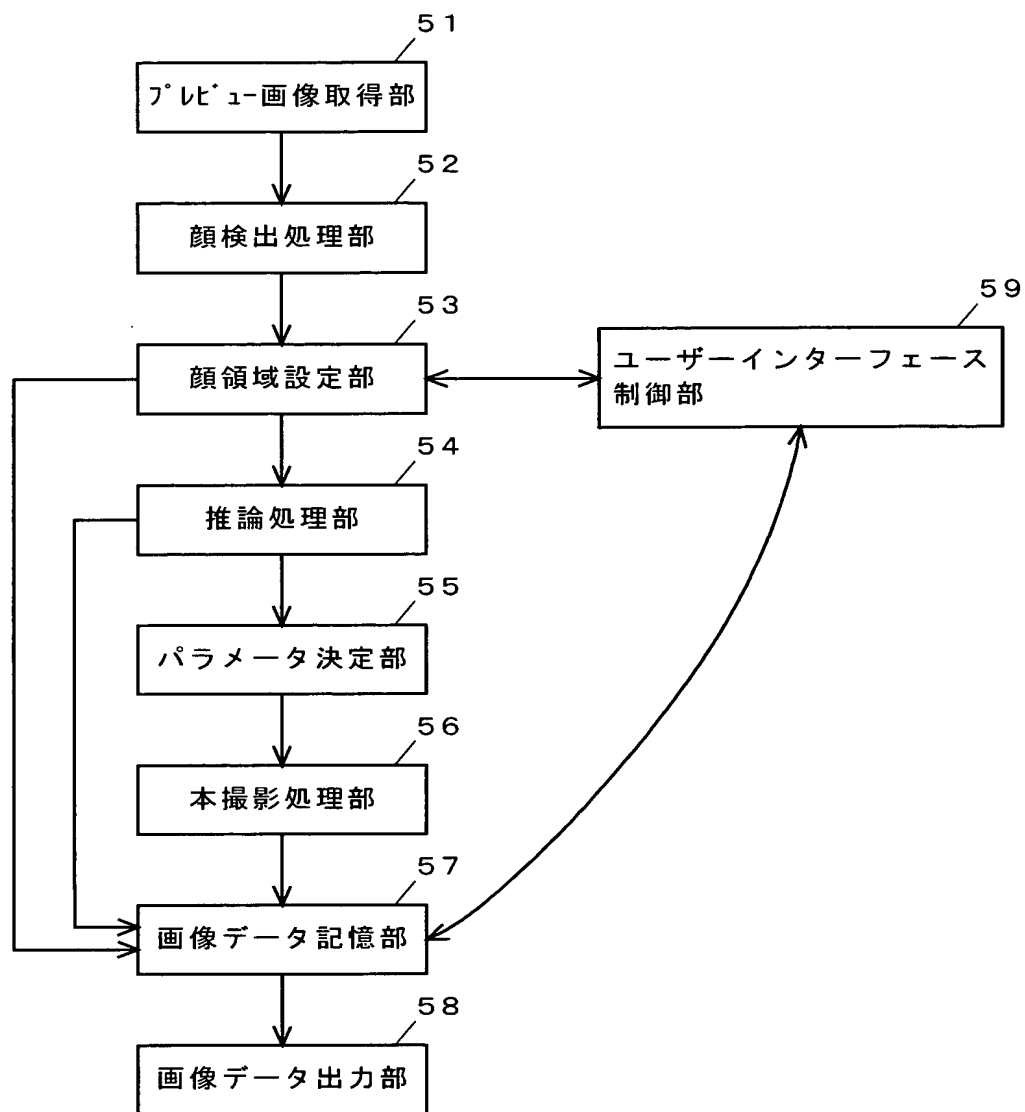 ５１
ﾌﾟﾚﾋﾞｭｰ画像取得部
５２
顔検出処理部
５３
顔領域設定部
５９
ユーザーインターフェース
制御部
５４
推論処理部
５５
パラメータ決定部
５６
本撮影処理部
５７
画像データ記憶部
５８
画像データ出力部